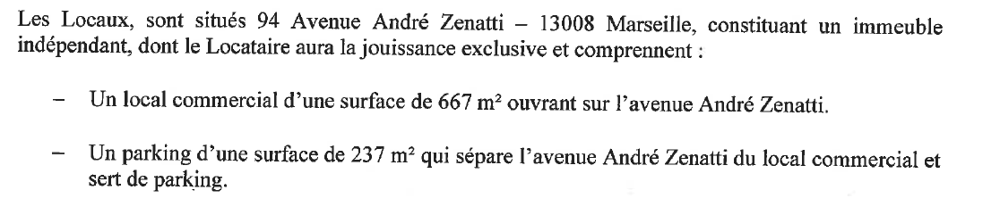 Les Locaux, sont situés 94 Avenue André Zenatti – 13008 Marseille, constituant un immeuble
indépendant, dont le Locataire aura la jouissance exclusive et comprennent :
– Un local commercial d'une surface de 667 m² ouvrant sur l'avenue André Zenatti.
– Un parking d'une surface de 237 m² qui sépare l'avenue André Zenatti du local commercial et
sert de parking.